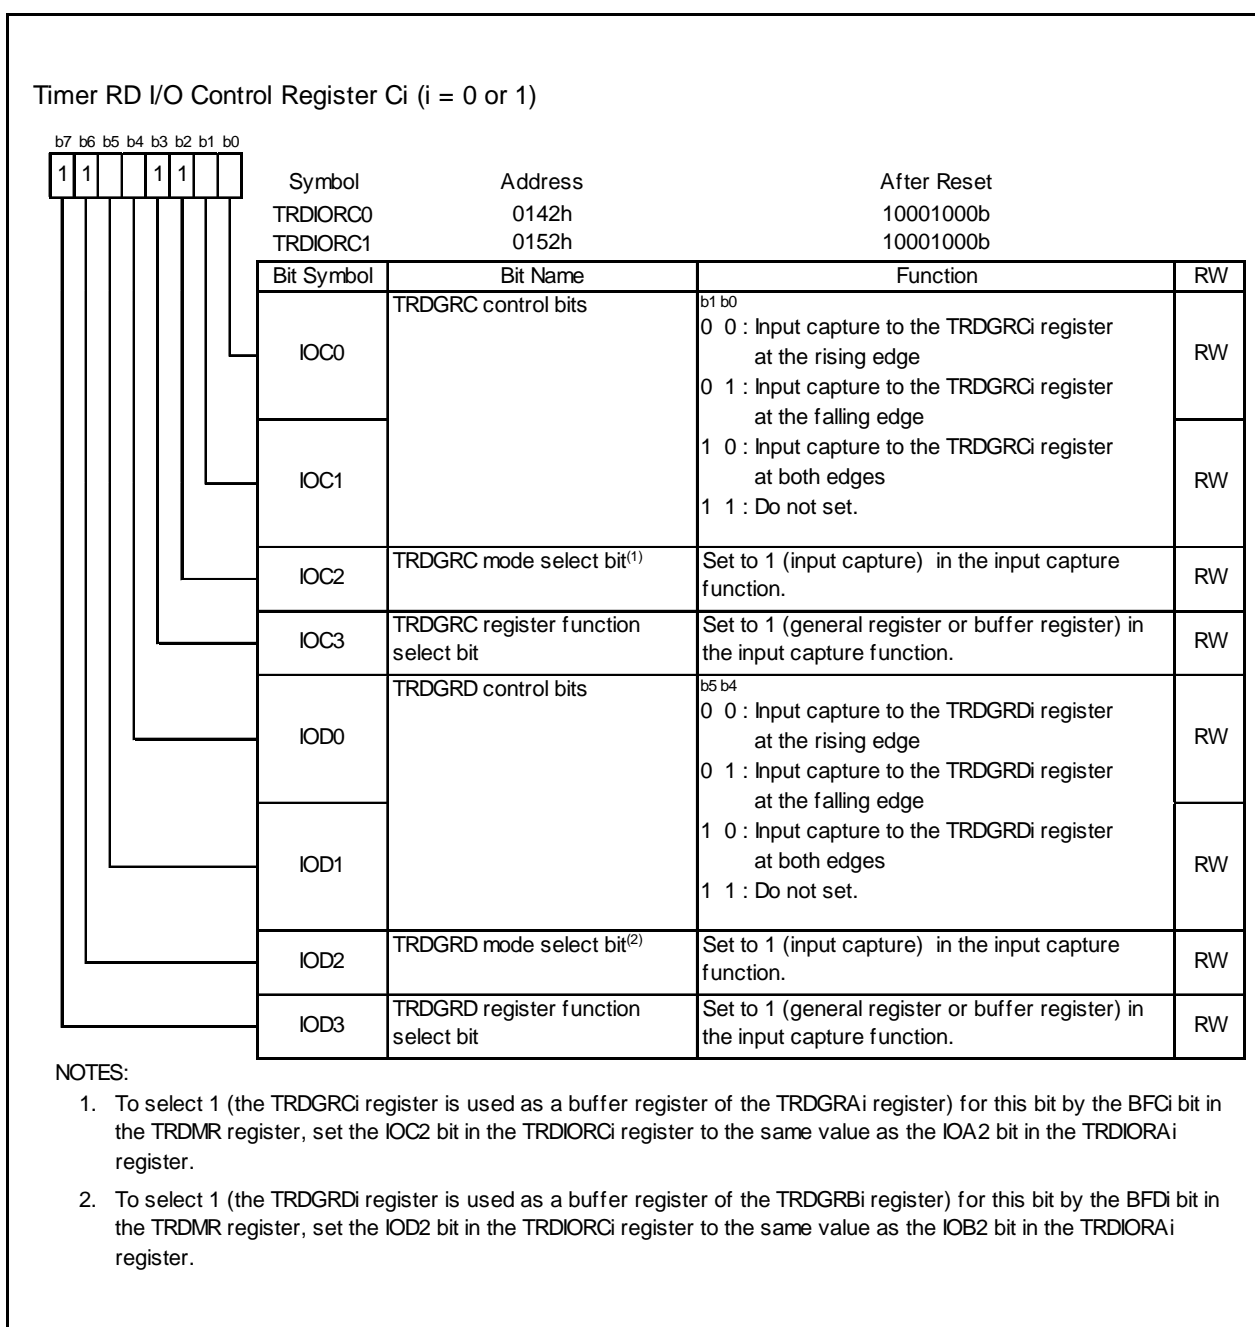 Timer RD I/O Control Register Ci (i = 0 or 1)
b7 b6 b5 b4 b3 b2 b1 b0
1 1 1 1
Symbol Address After Reset
TRDIORC0 0142h 10001000b
TRDIORC1 0152h 10001000b
Bit Symbol Bit Name Function RW
IOC0 TRDGRC control bits b1 b0 RW
0 0 : Input capture to the TRDGRCi register
at the rising edge
0 1 : Input capture to the TRDGRCi register
at the falling edge
IOC1 1 0 : Input capture to the TRDGRCi register RW
at both edges
1 1 : Do not set.
IOC2 TRDGRC mode select bit(1) Set to 1 (input capture) in the input capture RW
function.
IOC3 TRDGRC register function Set to 1 (general register or buffer register) in RW
select bit the input capture function.
IOD0 TRDGRD control bits b5 b4 RW
0 0 : Input capture to the TRDGRDi register
at the rising edge
0 1 : Input capture to the TRDGRDi register
at the falling edge
IOD1 1 0 : Input capture to the TRDGRDi register RW
at both edges
1 1 : Do not set.
IOD2 TRDGRD mode select bit(2) Set to 1 (input capture) in the input capture RW
function.
IOD3 TRDGRD register function Set to 1 (general register or buffer register) in RW
select bit the input capture function.
NOTES:
1. To select 1 (the TRDGRCi register is used as a buffer register of the TRDGRAi register) for this bit by the BFCi bit in
the TRDMR register, set the IOC2 bit in the TRDIORCi register to the same value as the IOA2 bit in the TRDIORAi
register.
2. To select 1 (the TRDGRDi register is used as a buffer register of the TRDGRBi register) for this bit by the BFDi bit in
the TRDMR register, set the IOD2 bit in the TRDIORCi register to the same value as the IOB2 bit in the TRDIORAi
register.